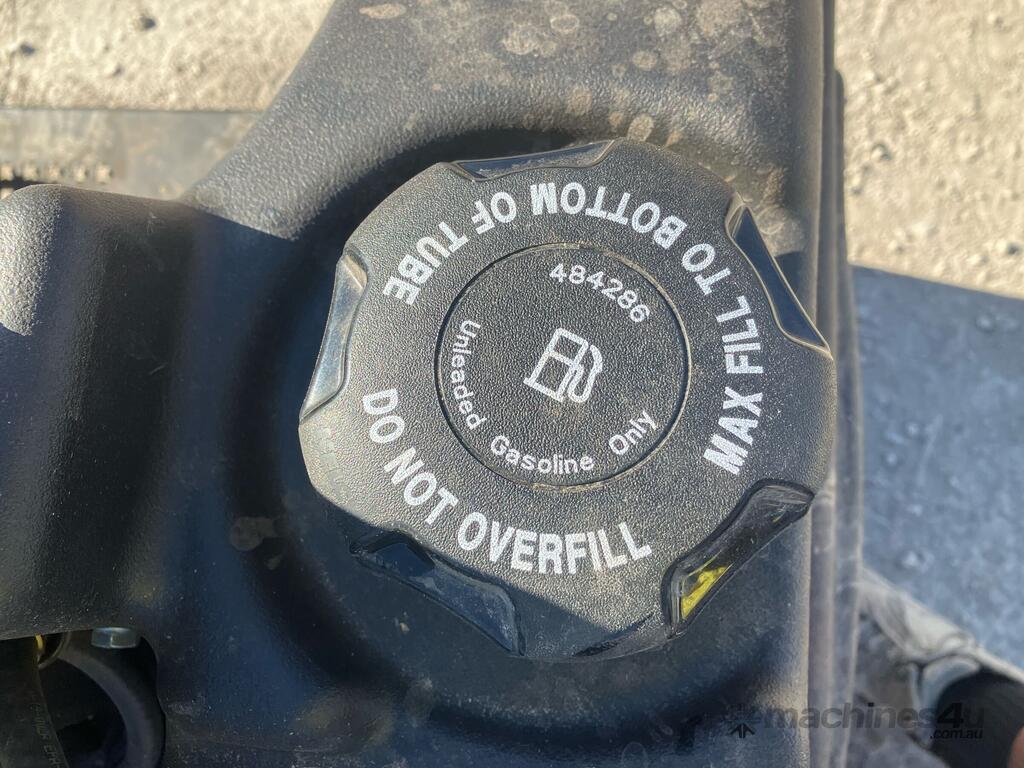 MAX FILL TO BOTTOM OF TUBE
DO NOT OVERFILL
484286
Unleaded Gasoline Only
machines4u
.com.au